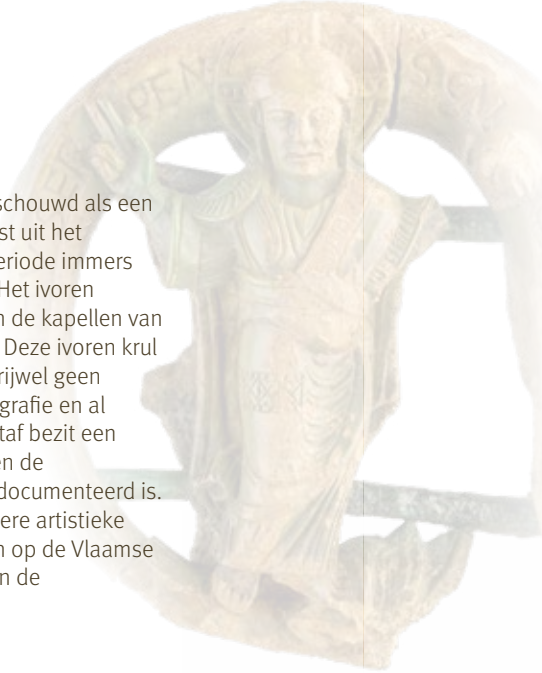 PEN
schouwd als een
st uit het
eriode immers
Het ivoren
n de kapellen van
Deze ivoren krul
rijwel geen
grafie en al
taf bezit een
en de
documenteerd is.
ere artistieke
n op de Vlaamse
n de